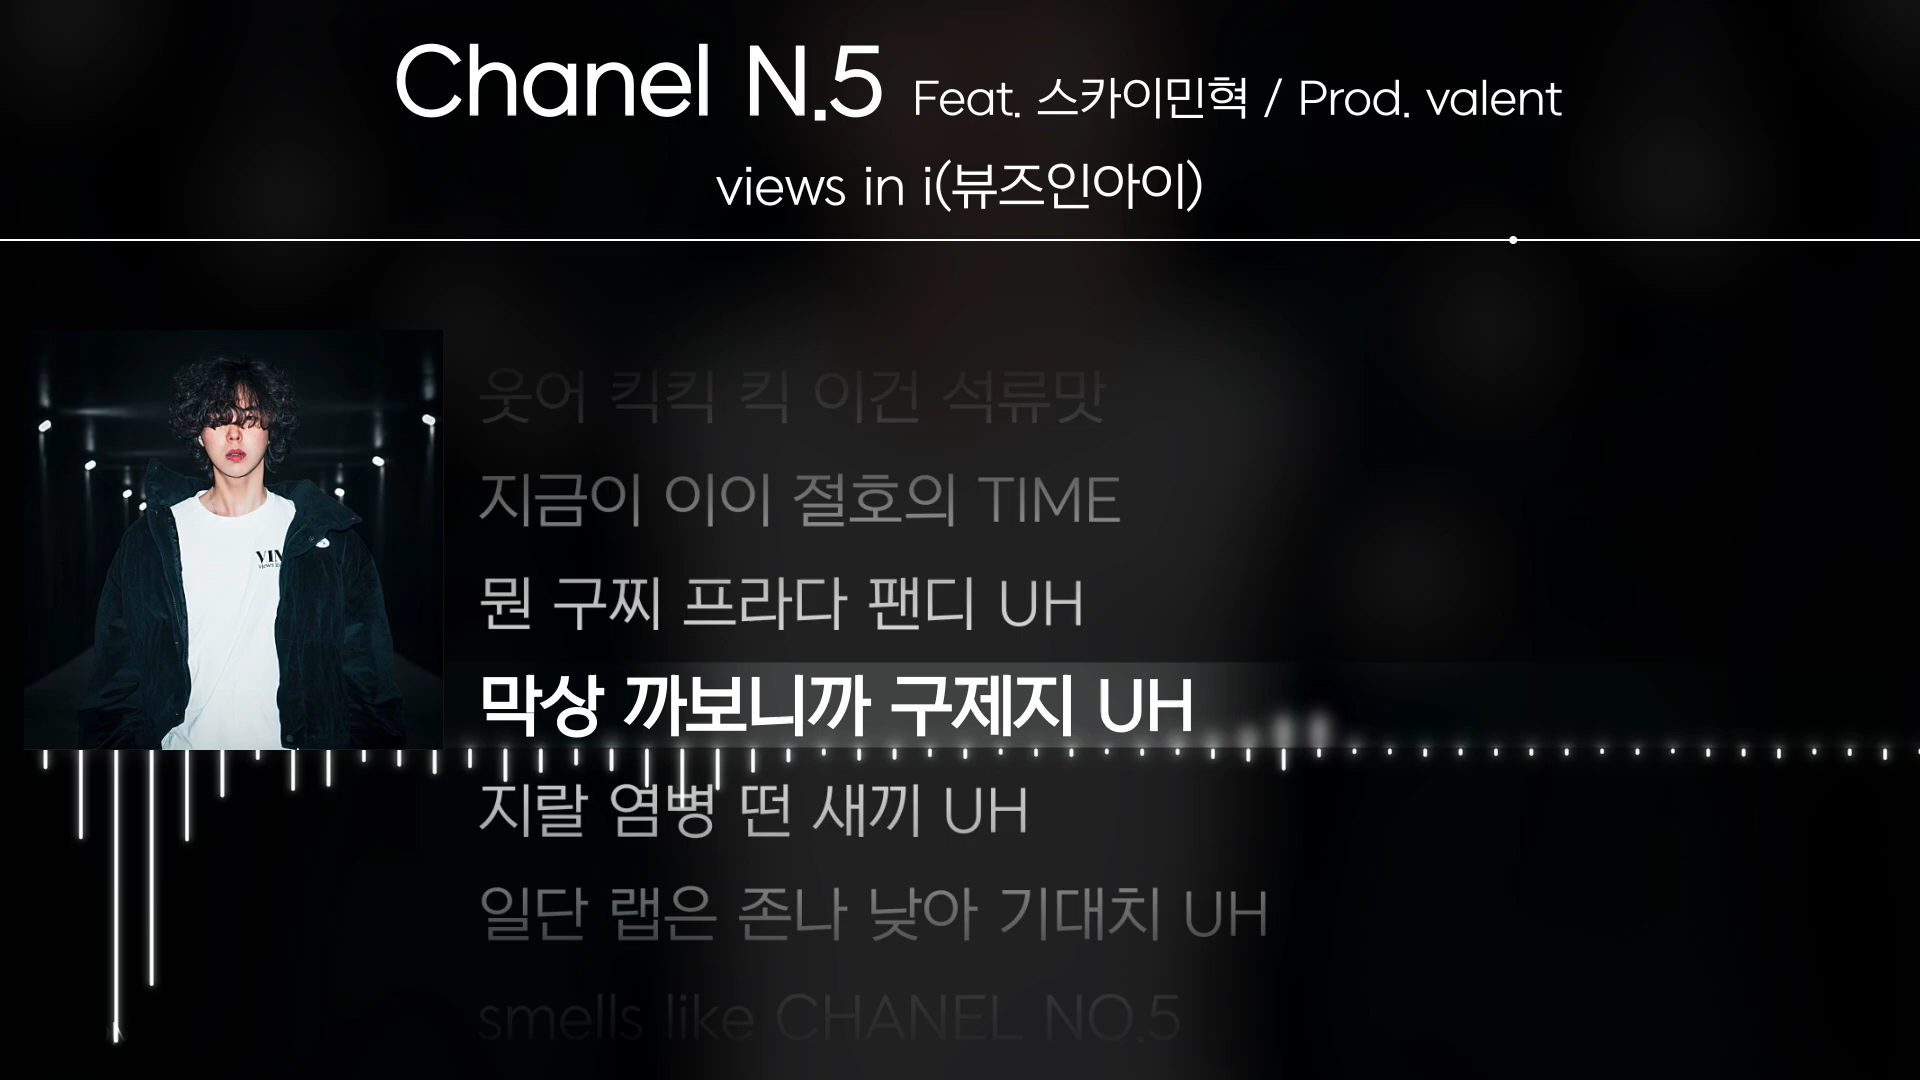 Chanel N.5 Feat. 스카이민혁 / Prod. valent
views in i(뷰즈인아이)
웃어 킥킥 킥 이건 석류맛
지금이 이이 절호의 TIME
뭔 구찌 프라다 팬디 UH
막상 까보니까 구제지 UH
지랄 염병 떤 새끼 UH
일단 랩은 존나 낮아 기대치 UH
smells like CHANEL NO.5